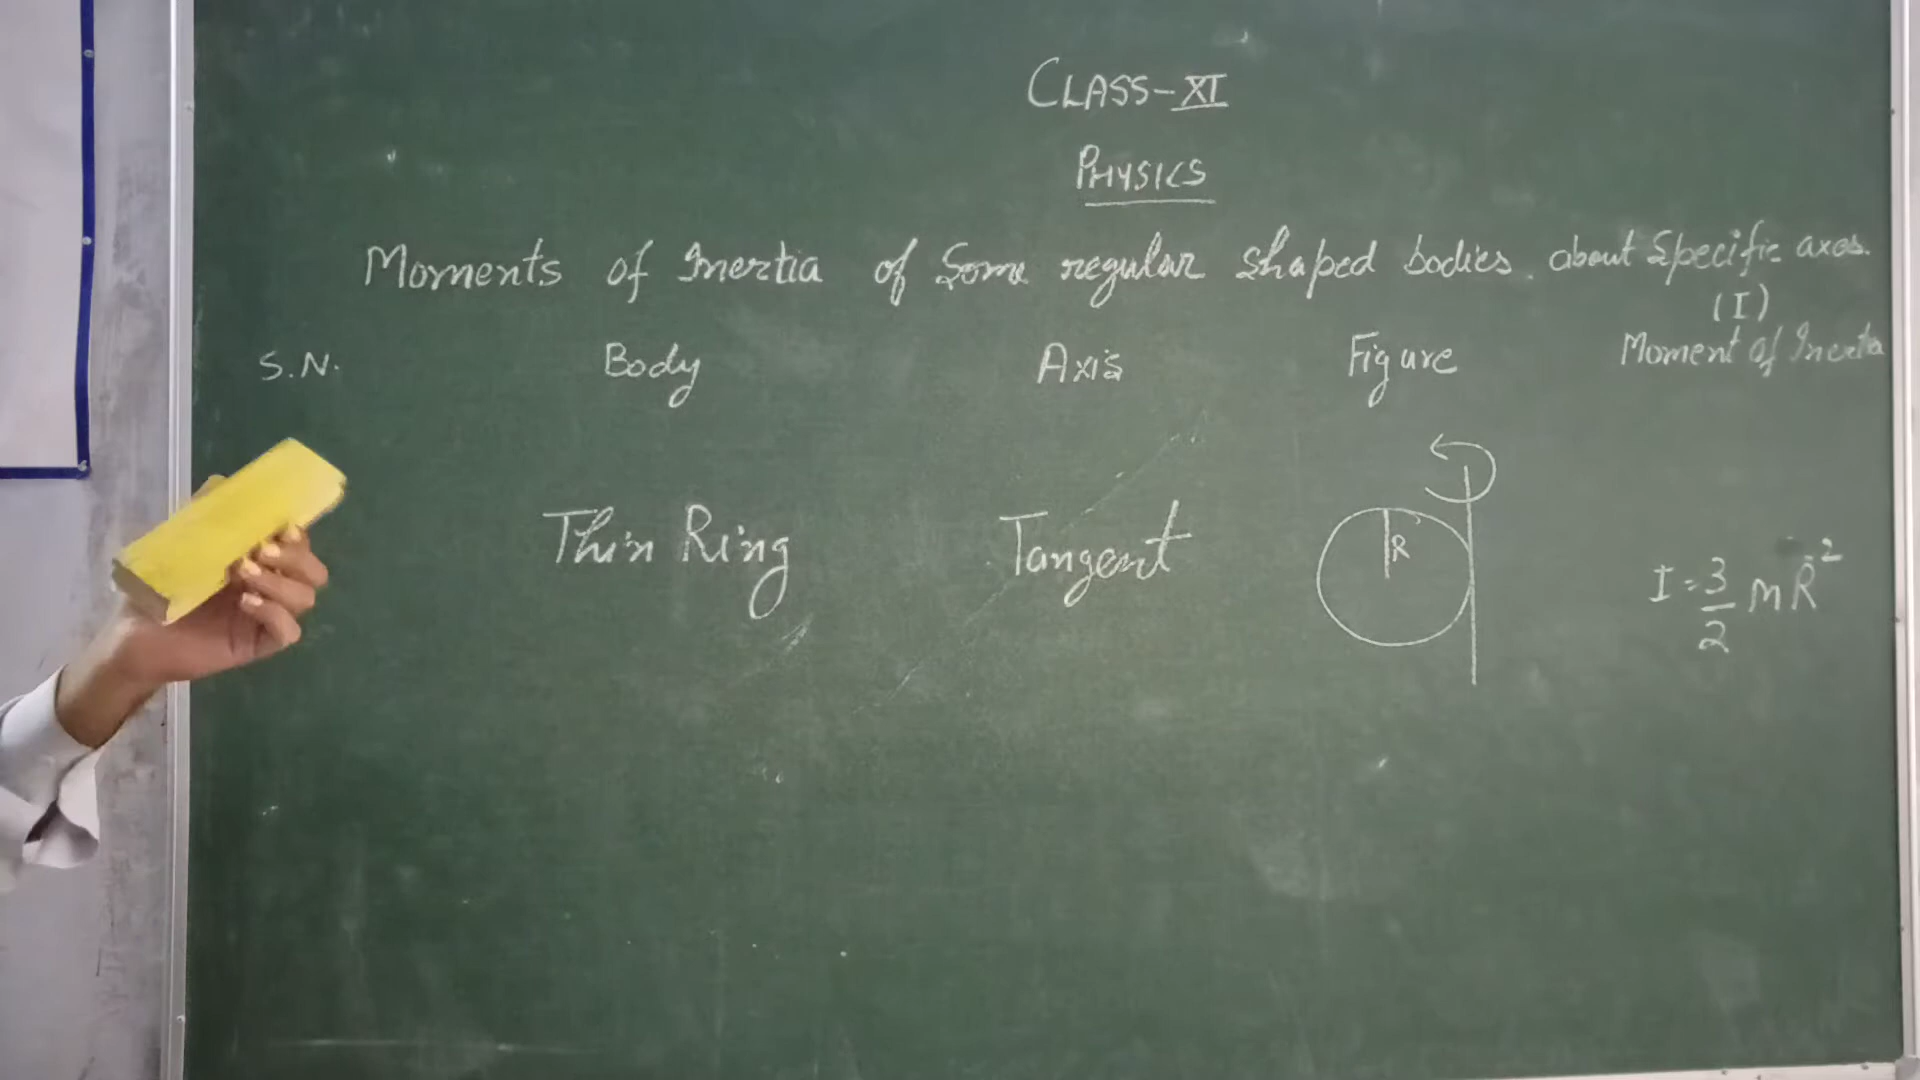 CLASS-XI
PHYSICS
Moments of Inertia of Some regular shaped bodies about Specific axes.
(I)
S.N. Body Axis Figure Moment of Inertia
Thin Ring Tangent R I = 3/2 MR²